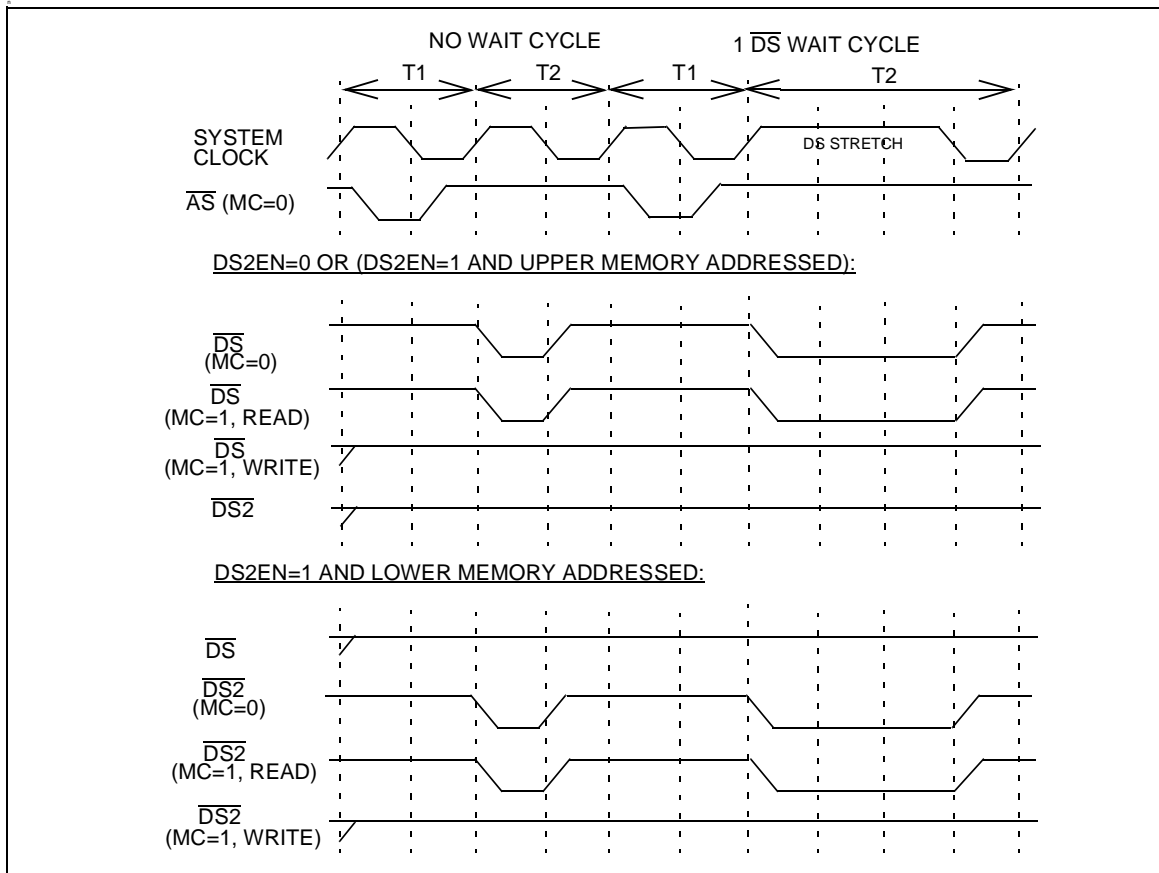 NO WAIT CYCLE
1 DS WAIT CYCLE
T1
T2
T1
T2
SYSTEM
CLOCK
DS STRETCH
AS (MC=0)
DS2EN=0 OR (DS2EN=1 AND UPPER MEMORY ADDRESSED):
DS
(MC=0)
DS
(MC=1, READ)
DS
(MC=1, WRITE)
DS2
DS2EN=1 AND LOWER MEMORY ADDRESSED:
DS
DS2
(MC=0)
DS2
(MC=1, READ)
DS2
(MC=1, WRITE)